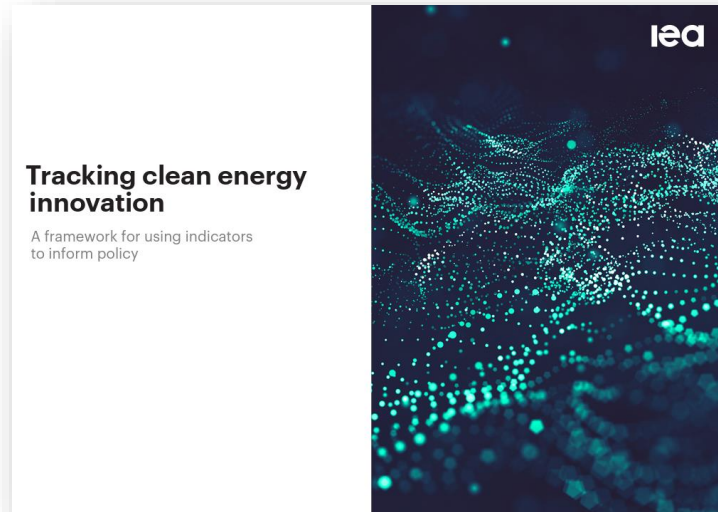 iea
Tracking clean energy
innovation
A framework for using indicators
to inform policy